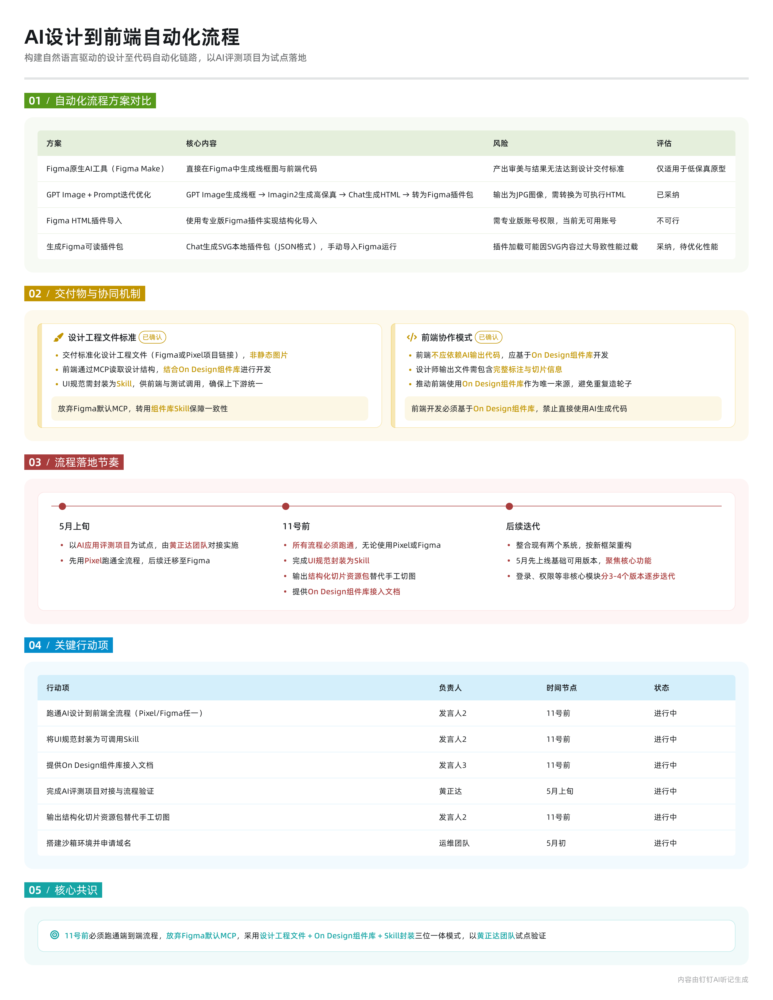 AI设计到前端自动化流程
构建自然语言驱动的设计至代码自动化链路，以AI评测项目为试点落地
01 / 自动化流程方案对比
方案 核心内容 风险 评估
Figma原生AI工具（Figma Make） 直接在Figma中生成线框图与前端代码 产出审美与结果无法达到设计交付标准 仅适用于低保真原型
GPT Image + Prompt迭代优化 GPT Image生成线框 → Imagin2生成高保真 → Chat生成HTML → 转为Figma插件包 输出为JPG图像，需转换为可执行HTML 已采纳
Figma HTML插件导入 使用专业版Figma插件实现结构化导入 需专业版账号权限，当前无可用账号 不可行
生成Figma可读插件包 Chat生成SVG本地插件包（JSON格式），手动导入Figma运行 插件加载可能因SVG内容过大导致性能过载 采纳，待优化性能
02 / 交付物与协同机制
设计工程文件标准 已确认
• 交付标准化设计工程文件（Figma或Pixel项目链接），非静态图片
• 前端通过MCP读取设计结构，结合On Design组件库进行开发
• UI规范需封装为Skill，供前端与测试调用，确保上下游统一
放弃Figma默认MCP，转用组件库Skill保障一致性
前端协作模式 已确认
• 前端不应依赖AI输出代码，应基于On Design组件库开发
• 设计师输出文件需包含完整标注与切片信息
• 推动前端使用On Design组件库作为唯一来源，避免重复造轮子
前端开发必须基于On Design组件库，禁止直接使用AI生成代码
03 / 流程落地节奏
5月上旬
• 以AI应用评测项目为试点，由黄正达团队对接实施
• 先用Pixel跑通全流程，后续迁移至Figma
11号前
• 所有流程必须跑通，无论使用Pixel或Figma
• 完成UI规范封装为Skill
• 输出结构化切片资源包替代手工切图
• 提供On Design组件库接入文档
后续迭代
• 整合现有两个系统，按新框架重构
• 5月先上线基础可用版本，聚焦核心功能
• 登录、权限等非核心模块分3-4个版本逐步迭代
04 / 关键行动项
行动项 负责人 时间节点 状态
跑通AI设计到前端全流程（Pixel/Figma任一） 发言人2 11号前 进行中
将UI规范封装为可调用Skill 发言人2 11号前 进行中
提供On Design组件库接入文档 发言人3 11号前 进行中
完成AI评测项目对接与流程验证 黄正达 5月上旬 进行中
输出结构化切片资源包替代手工切图 发言人2 11号前 进行中
搭建沙箱环境并申请域名 运维团队 5月初 进行中
05 / 核心共识
11号前必须跑通端到端流程，放弃Figma默认MCP，采用设计工程文件 + On Design组件库 + Skill封装三位一体模式，以黄正达团队试点验证
内容由钉钉AI听记生成